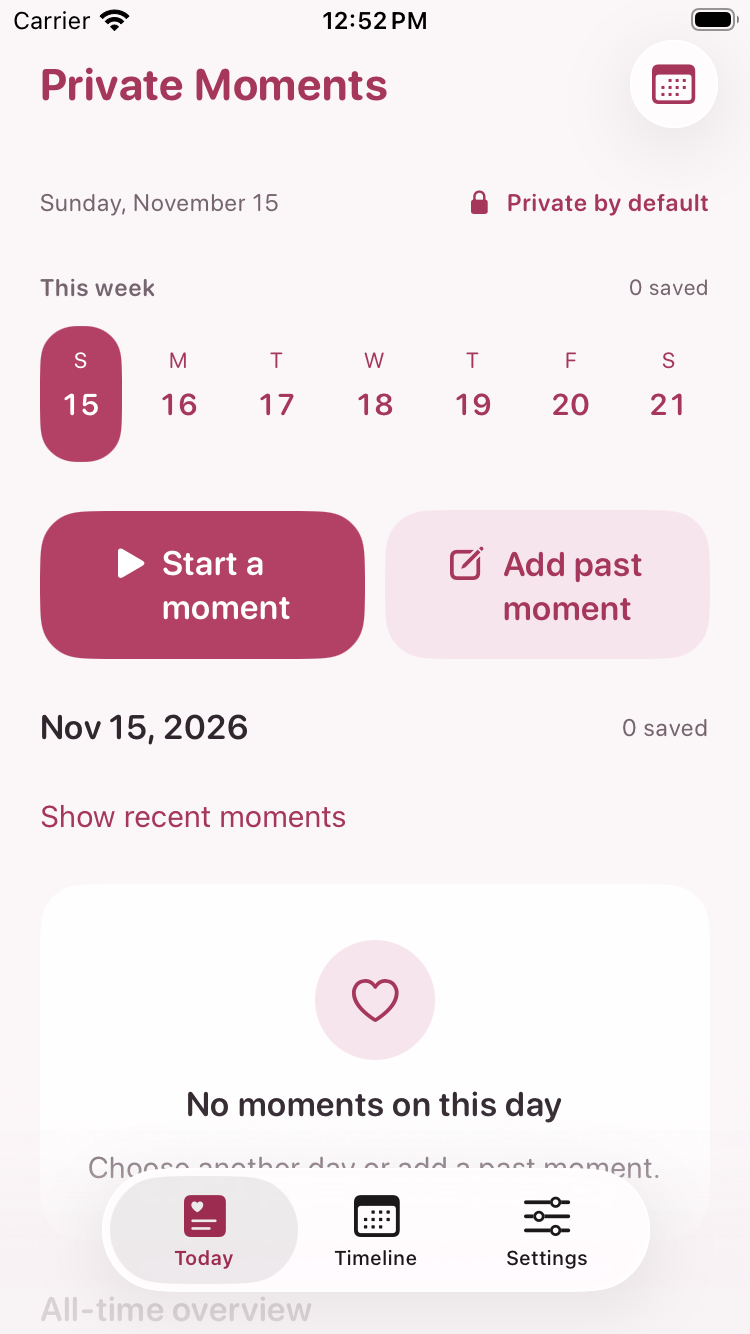 Carrier 12:52 PM
Private Moments
Sunday, November 15 Private by default
This week 0 saved
S M T W T F S
15 16 17 18 19 20 21
Start a
moment
Add past
moment
Nov 15, 2026 0 saved
Show recent moments
No moments on this day
Choose another day or add a past moment.
Today Timeline Settings
All-time overview